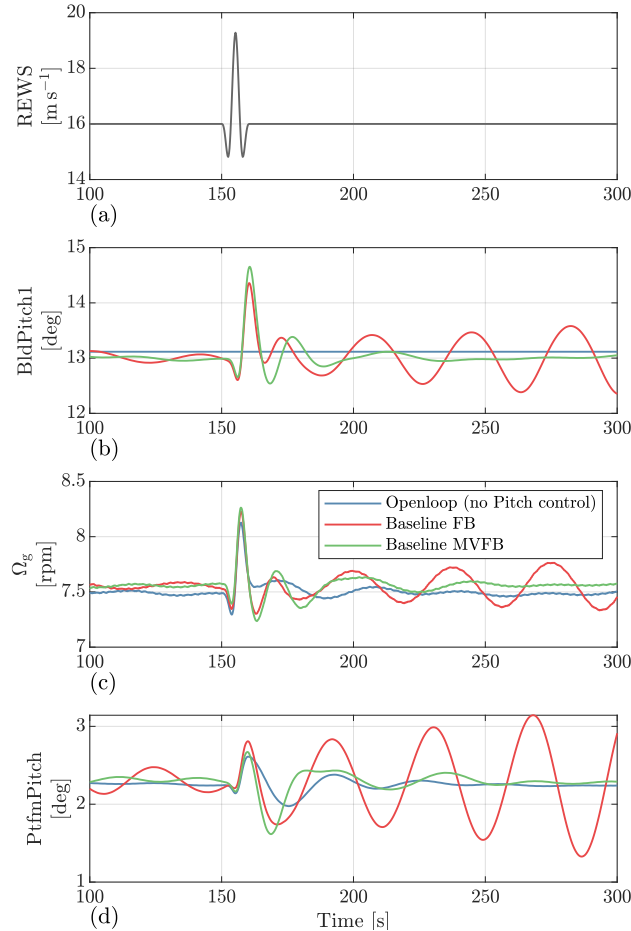 20
18
16
14
REWS
[m s⁻¹]
100 150 200 250 300
(a)
15
14
13
12
BldPitch1
[deg]
100 150 200 250 300
(b)
8.5
8
7.5
7
Ω_g
[rpm]
Openloop (no Pitch control)
Baseline FB
Baseline MVFB
100 150 200 250 300
(c)
3
2
1
PtfmPitch
[deg]
100 150 200 250 300
(d)
Time [s]